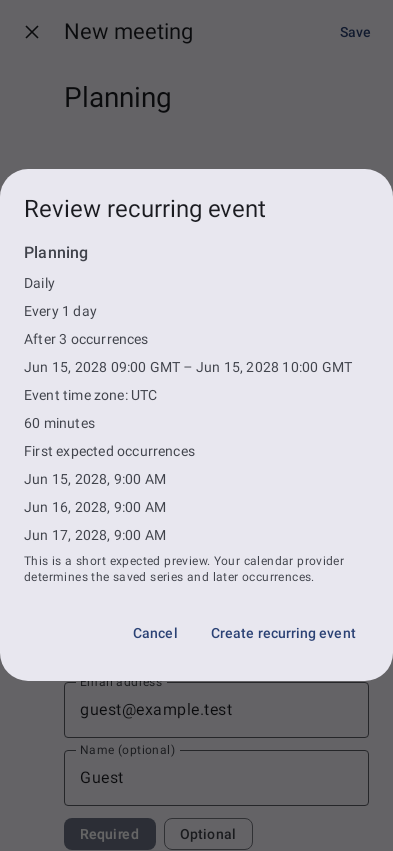 New meeting
Save
Planning
Review recurring event
Planning
Daily
Every 1 day
After 3 occurrences
Jun 15, 2028 09:00 GMT – Jun 15, 2028 10:00 GMT
Event time zone: UTC
60 minutes
First expected occurrences
Jun 15, 2028, 9:00 AM
Jun 16, 2028, 9:00 AM
Jun 17, 2028, 9:00 AM
This is a short expected preview. Your calendar provider
determines the saved series and later occurrences.
Cancel
Create recurring event
Email address
guest@example.test
Name (optional)
Guest
Required
Optional